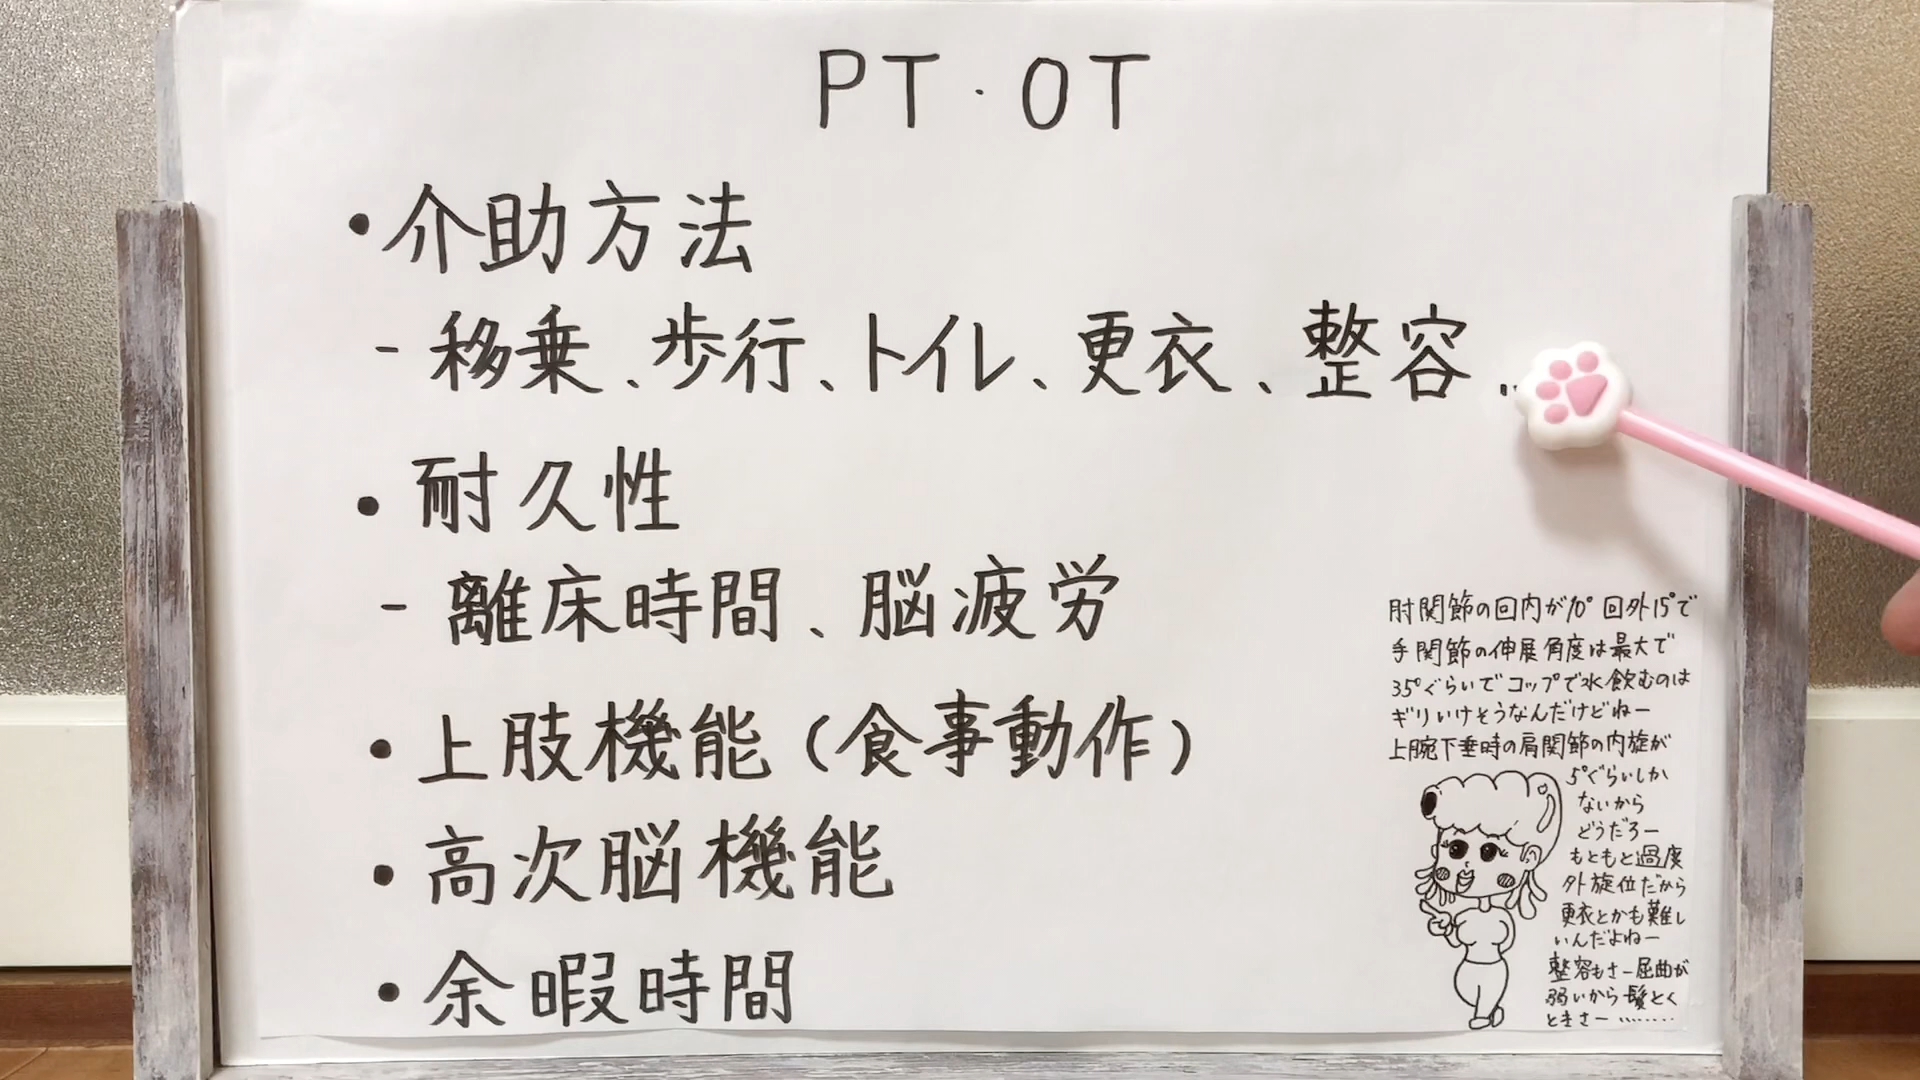 PT・OT
・介助方法
- 移乗、歩行、トイレ、更衣、整容...
・耐久性
- 離床時間、脳疲労
・上肢機能(食事動作)
・高次脳機能
・余暇時間
肘関節の回内が10° 回外15°で
手関節の伸展角度は最大で
35°ぐらいでコップで水飲むのは
ギリいけそうなんだけどねー
上腕下垂時の肩関節の内旋が
5°ぐらいしか
ないから
どうだろー
もともと過度
外旋位だから
更衣とかも難し
いんだよねー
整容もさー屈曲が
弱いから髪とく
ときさー………